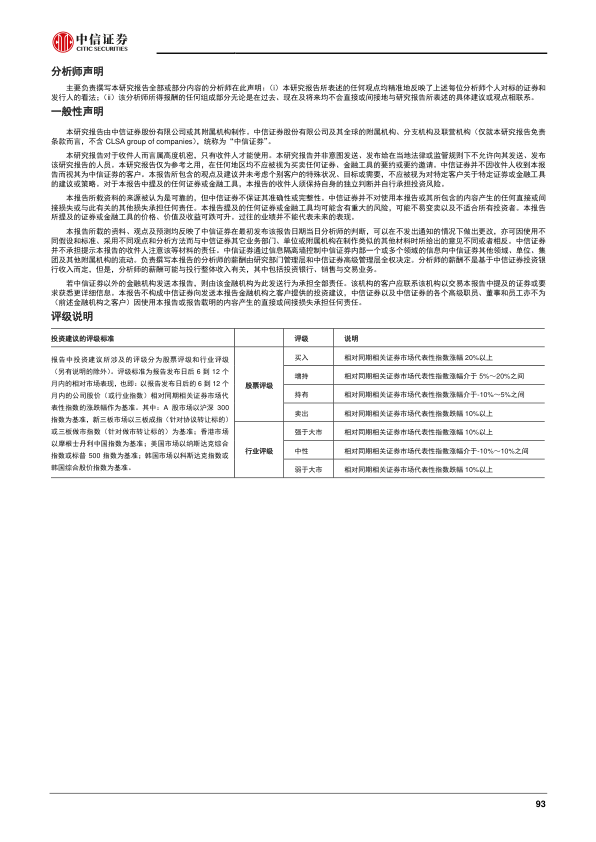 中信证券
CITIC SECURITIES
分析师声明
主要负责撰写本研究报告全部或部分内容的分析师在此声明：（i）本研究报告所表述的任何观点均精准地反映了上述每位分析师个人对标的证券和
发行人的看法；（ii）该分析师所得报酬的任何组成部分无论是在过去、现在及将来均不会直接或间接地与研究报告所表述的具体建议或观点相联系。
一般性声明
本研究报告由中信证券股份有限公司或其附属机构制作。中信证券股份有限公司及其全球的附属机构、分支机构及联营机构（仅就本研究报告免责
条款而言，不含 CLSA group of companies），统称为“中信证券”。
本研究报告对于收件人而言属高度机密，只有收件人才能使用。本研究报告并非意图发送、发布给在当地法律或监管规则下不允许向其发送、发布
该研究报告的人员。本研究报告仅为参考之用，在任何地区均不应被视为买卖任何证券、金融工具的要约或要约邀请。中信证券并不因收件人收到本报
告而视其为中信证券的客户。本报告所包含的观点及建议并未考虑个别客户的特殊状况、目标或需要，不应被视为对特定客户关于特定证券或金融工具
的建议或策略。对于本报告中提及的任何证券或金融工具，本报告的收件人须保持自身的独立判断并自行承担投资风险。
本报告所载资料的来源被认为是可靠的，但中信证券不保证其准确性或完整性。中信证券并不对使用本报告或其所包含的内容产生的任何直接或间
接损失或与此有关的其他损失承担任何责任。本报告提及的任何证券或金融工具均可能含有重大的风险，可能不易变卖以及不适合所有投资者。本报告
所提及的证券或金融工具的价格、价值及收益可跌可升。过往的业绩并不能代表未来的表现。
本报告所载的资料、观点及预测均反映了中信证券在最初发布该报告日期当日分析师的判断，可以在不发出通知的情况下做出更改，亦可因使用不
同假设和标准、采用不同观点和分析方法而与中信证券其它业务部门、单位或附属机构在制作类似的其他材料时所给出的意见不同或者相反。中信证券
并不承担提示本报告的收件人注意该等材料的责任。中信证券通过信息隔离墙控制中信证券内部一个或多个领域的信息向中信证券其他领域、单位、集
团及其他附属机构的流动。负责撰写本报告的分析师的薪酬由研究部门管理层和中信证券高级管理层全权决定。分析师的薪酬不是基于中信证券投资银
行收入而定，但是，分析师的薪酬可能与投行整体收入有关，其中包括投资银行、销售与交易业务。
若中信证券以外的金融机构发送本报告，则由该金融机构为此发送行为承担全部责任。该机构的客户应联系该机构以交易本报告中提及的证券或要
求获悉更详细信息。本报告不构成中信证券向发送本报告金融机构之客户提供的投资建议，中信证券以及中信证券的各个高级职员、董事和员工亦不为
（前述金融机构之客户）因使用本报告或报告载明的内容产生的直接或间接损失承担任何责任。
评级说明
投资建议的评级标准 评级 说明
报告中投资建议所涉及的评级分为股票评级和行业评级
（另有说明的除外）。评级标准为报告发布日后 6 到 12 个
月内的相对市场表现，也即：以报告发布日后的 6 到 12 个
月内的公司股价（或行业指数）相对同期相关证券市场代
表性指数的涨跌幅作为基准。其中：A 股市场以沪深 300
指数为基准，新三板市场以三板成指（针对协议转让标的）
或三板做市指数（针对做市转让标的）为基准；香港市场
以摩根士丹利中国指数为基准；美国市场以纳斯达克综合
指数或标普 500 指数为基准；韩国市场以科斯达克指数或
韩国综合股价指数为基准。
股票评级
买入 相对同期相关证券市场代表性指数涨幅 20%以上
增持 相对同期相关证券市场代表性指数涨幅介于 5%～20%之间
持有 相对同期相关证券市场代表性指数涨幅介于-10%～5%之间
卖出 相对同期相关证券市场代表性指数跌幅 10%以上
行业评级
强于大市 相对同期相关证券市场代表性指数涨幅 10%以上
中性 相对同期相关证券市场代表性指数涨幅介于-10%～10%之间
弱于大市 相对同期相关证券市场代表性指数跌幅 10%以上
93